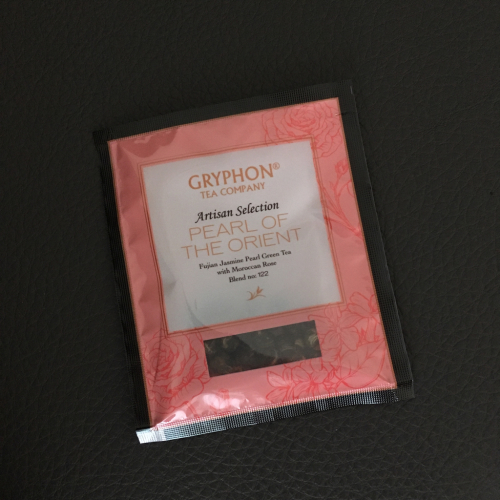 GRYPHON®
TEA COMPANY
Artisan Selection
PEARL OF
THE ORIENT
Fujian Jasmine Pearl Green Tea
with Moroccan Rose
Blend no: 122